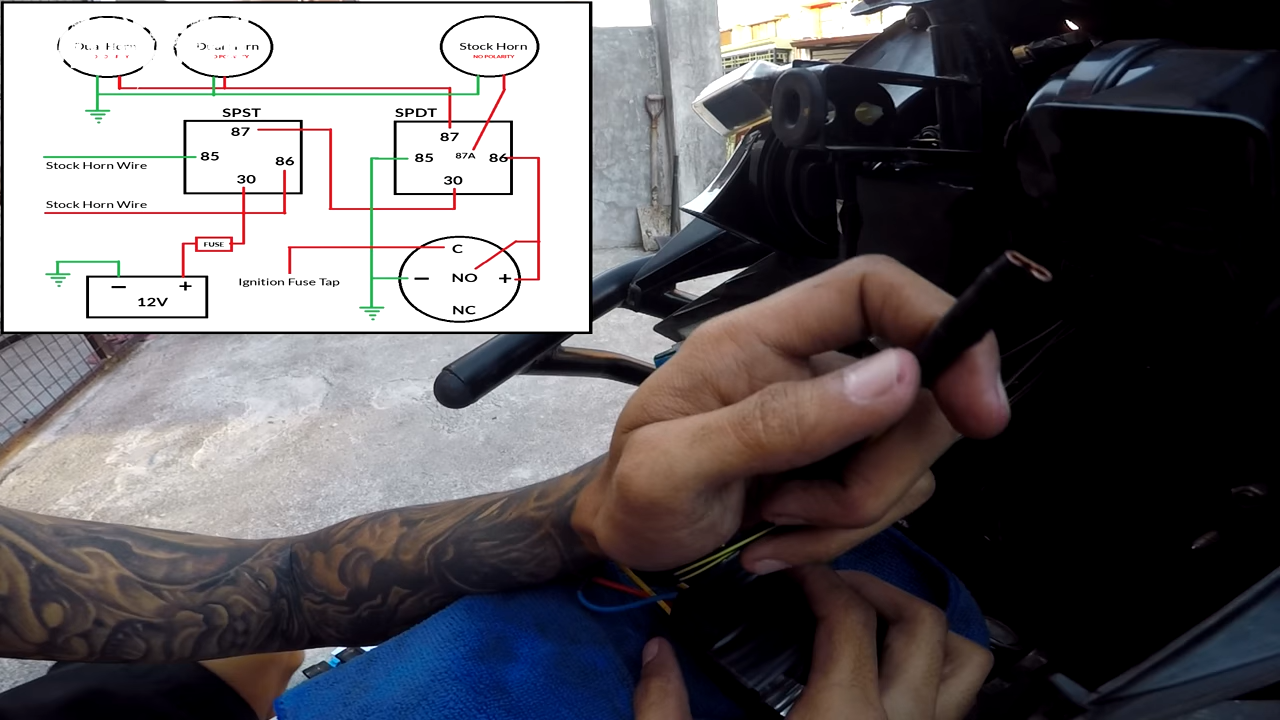 Stock Horn
NO POLARITY
SPST
SPDT
87
85
86
30
87
87A
85
86
30
Stock Horn Wire
Stock Horn Wire
FUSE
− +
12V
Ignition Fuse Tap
C
− NO +
NC